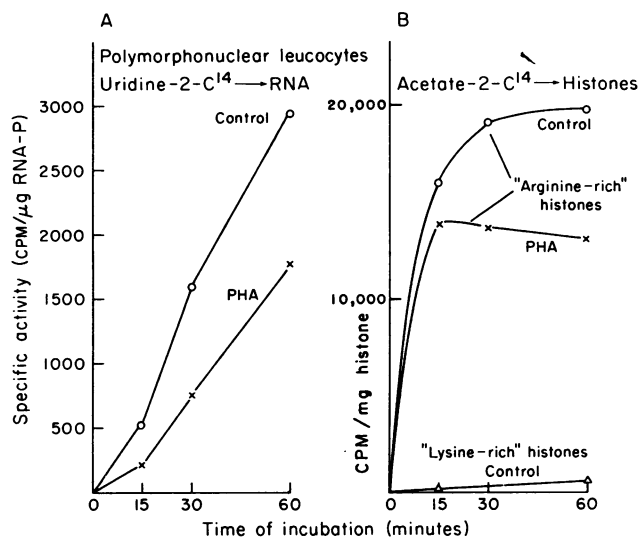 A
Polymorphonuclear leucocytes
Uridine-2-C14 → RNA
Specific activity (CPM/μg RNA-P)
3000
2500
2000
1500
1000
500
Control
PHA
0
15
30
60
B
Acetate-2-C14 → Histones
CPM/mg histone
20,000
10,000
Control
"Arginine-rich"
histones
PHA
"Lysine-rich" histones
Control
0
15
30
60
Time of incubation (minutes)